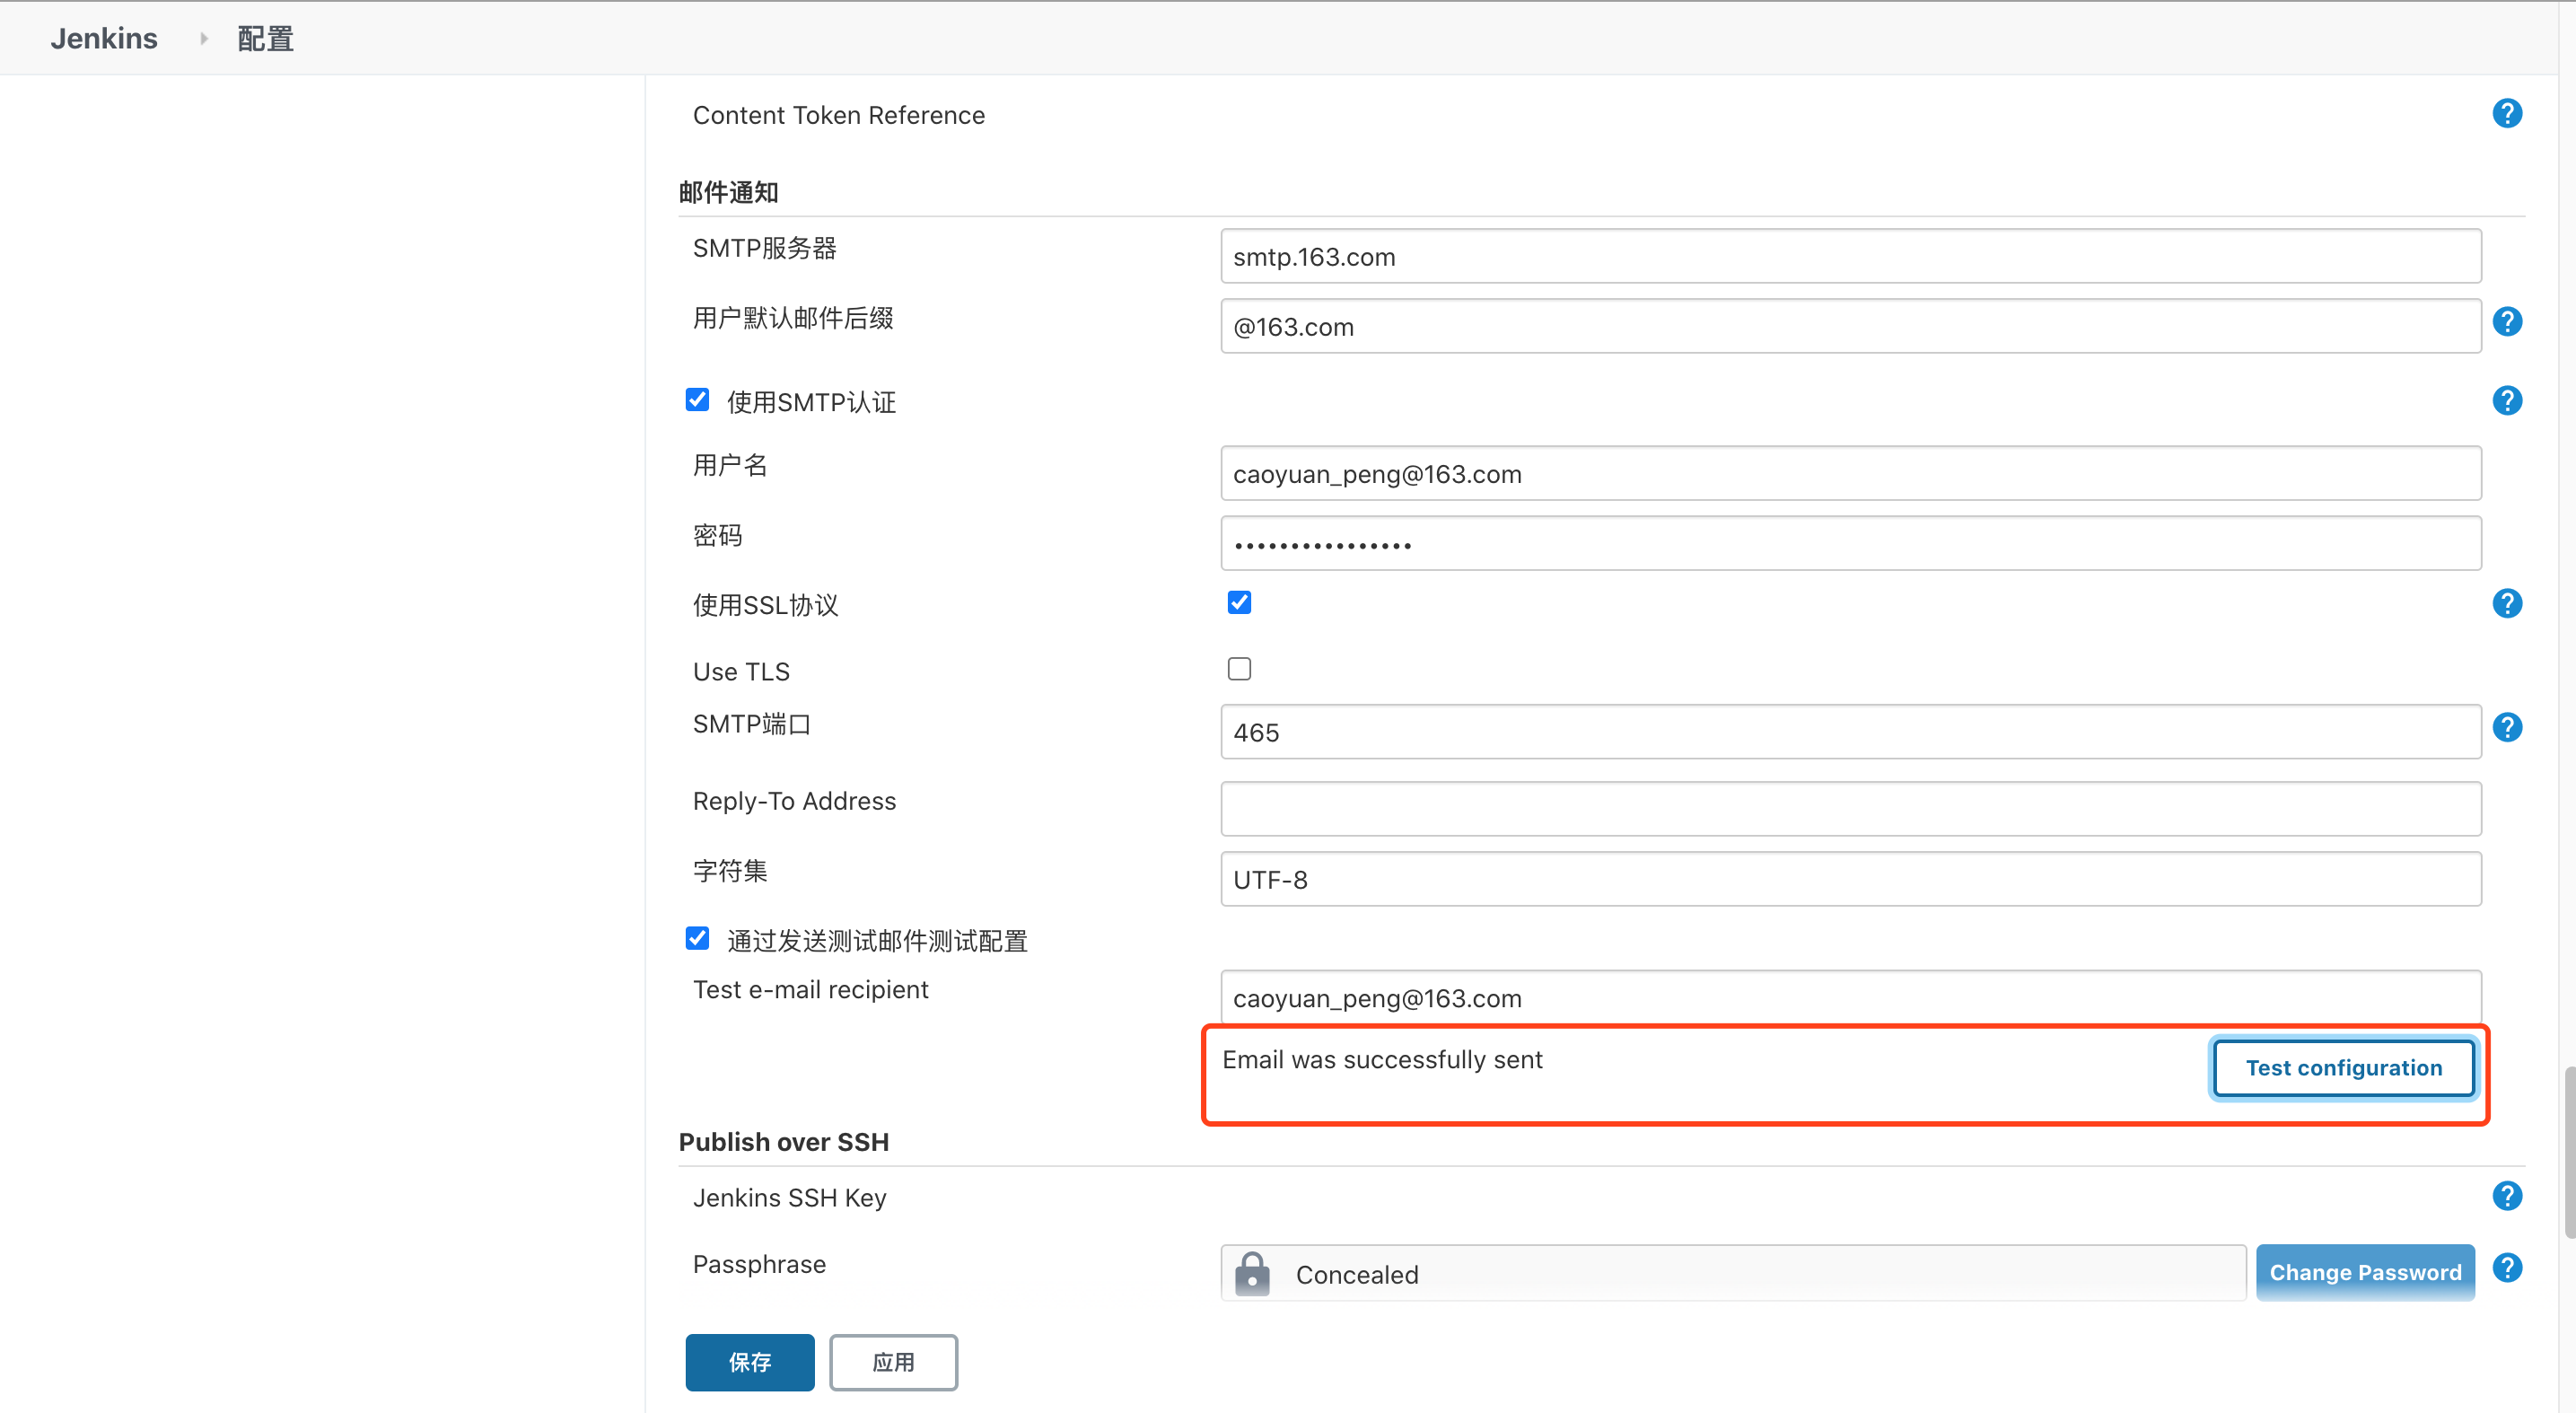 Jenkins 配置
Content Token Reference
邮件通知
SMTP服务器 smtp.163.com
用户默认邮件后缀 @163.com
使用SMTP认证
用户名 caoyuan_peng@163.com
密码 ••••••••••••••••
使用SSL协议
Use TLS
SMTP端口 465
Reply-To Address
字符集 UTF-8
通过发送测试邮件测试配置
Test e-mail recipient caoyuan_peng@163.com
Email was successfully sent Test configuration
Publish over SSH
Jenkins SSH Key
Passphrase Concealed Change Password
保存 应用